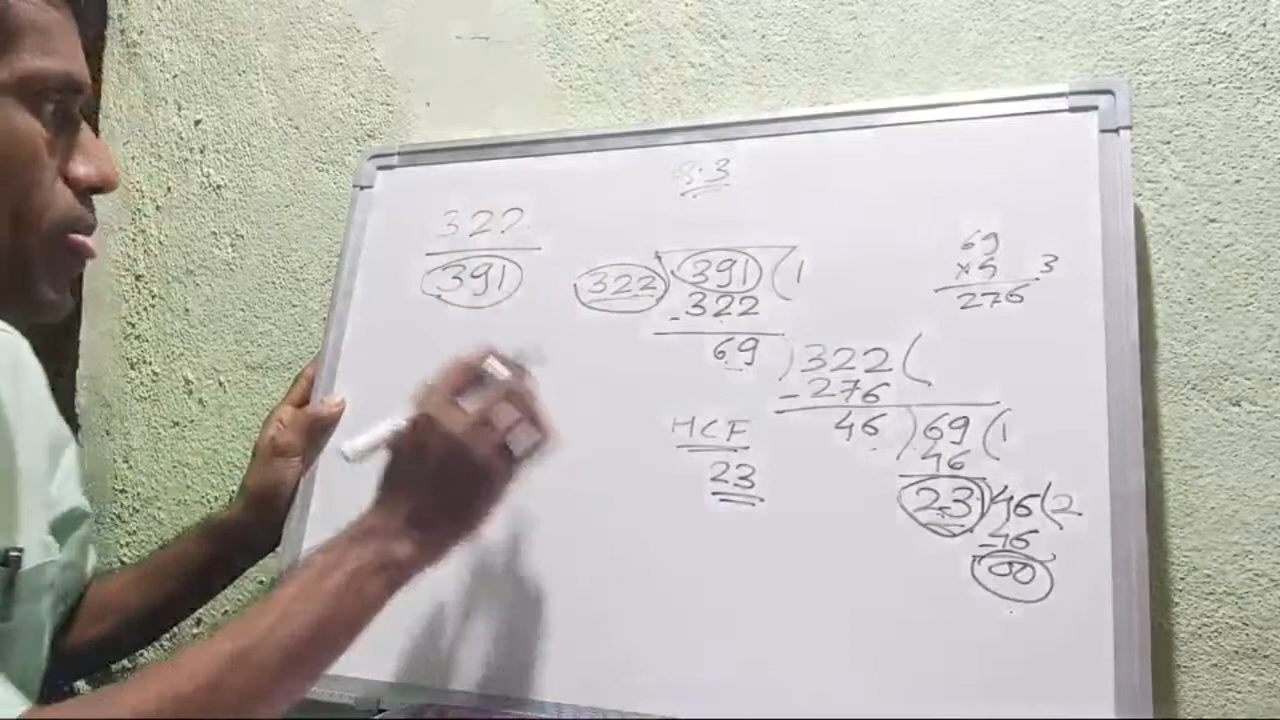 8.3
322
391
322 ) 391 ( 1
- 322
69 ) 322 (
- 276
46 ) 69 ( 1
46
23 ) 46 ( 2
- 46
00
HCF
23
69
×4 3
276